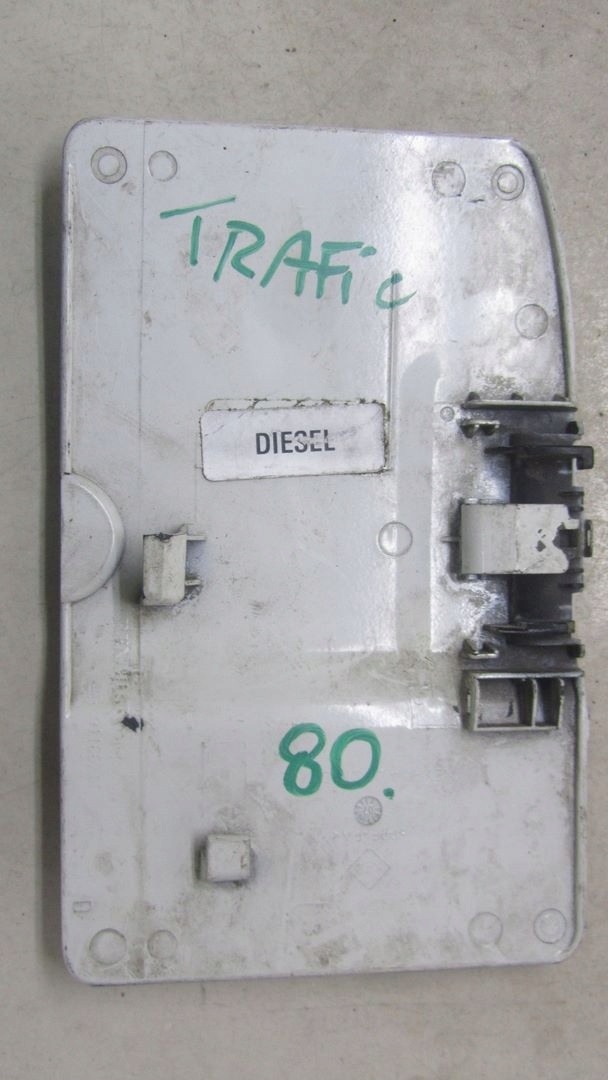 TRAFiC
DIESEL
80.